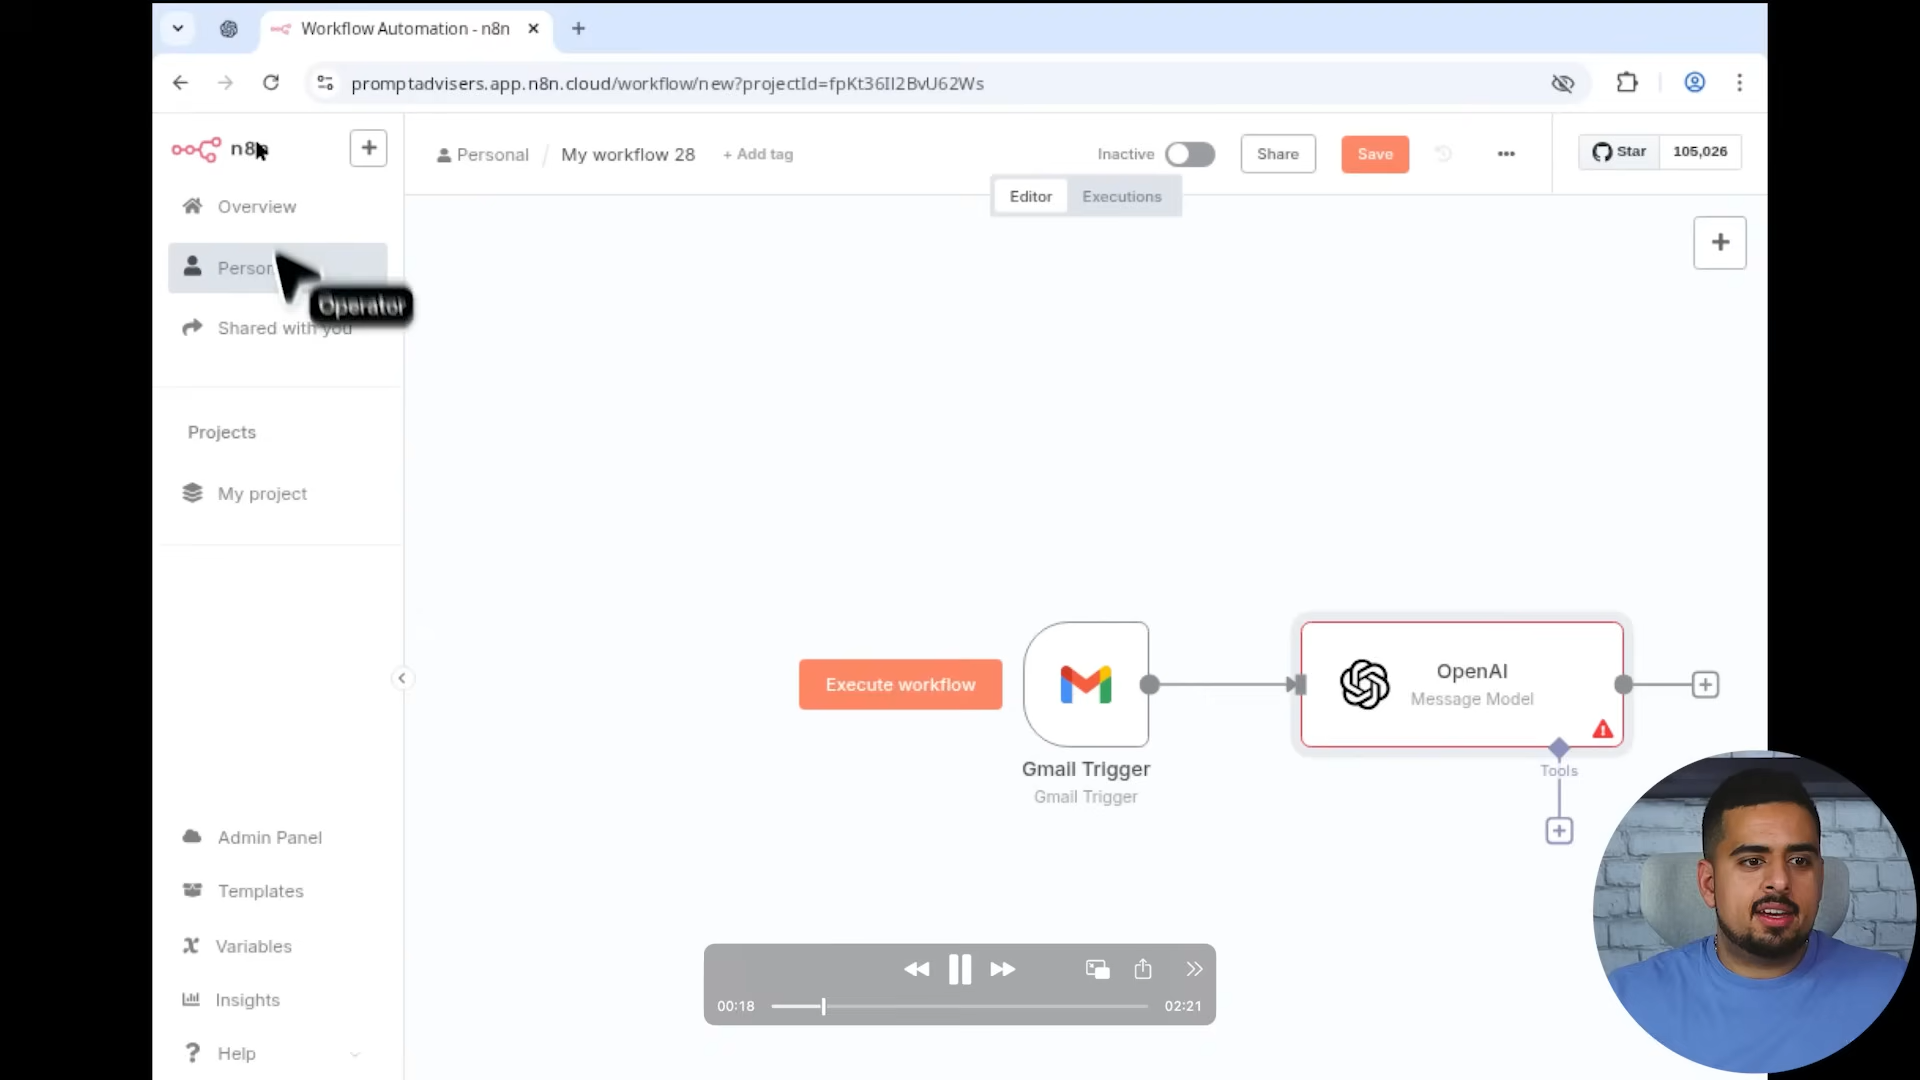 Workflow Automation - n8n
promptadvisers.app.n8n.cloud/workflow/new?projectId=fpKt36Il2BvU62Ws
n8n
Personal / My workflow 28 + Add tag
Inactive
Share
Save
Star 105,026
Editor Executions
Overview
Person
Operator
Shared with you
Projects
My project
Execute workflow
OpenAI
Message Model
Gmail Trigger
Gmail Trigger
Tools
Admin Panel
Templates
Variables
Insights
Help
00:18
02:21